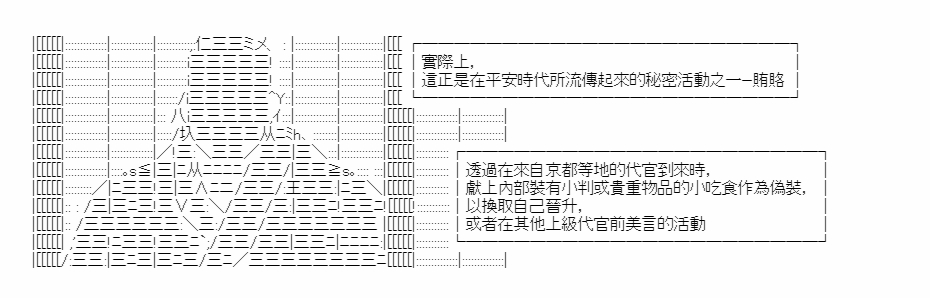 實際上，
這正是在平安時代所流傳起來的秘密活動之一─賄賂
透過在來自京都等地的代官到來時，
獻上內部裝有小判或貴重物品的小吃食作為偽裝，
以換取自己晉升，
或者在其他上級代官前美言的活動